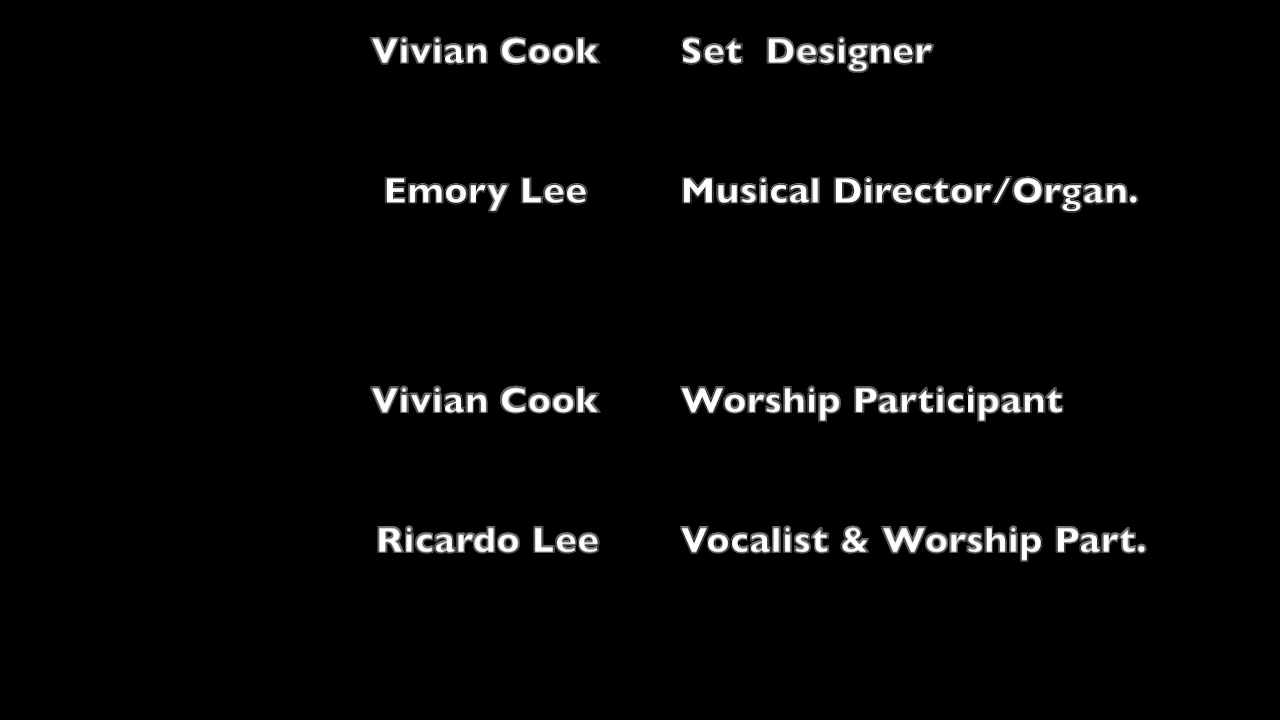 Vivian Cook Set Designer
Emory Lee Musical Director/Organ.
Vivian Cook Worship Participant
Ricardo Lee Vocalist & Worship Part.